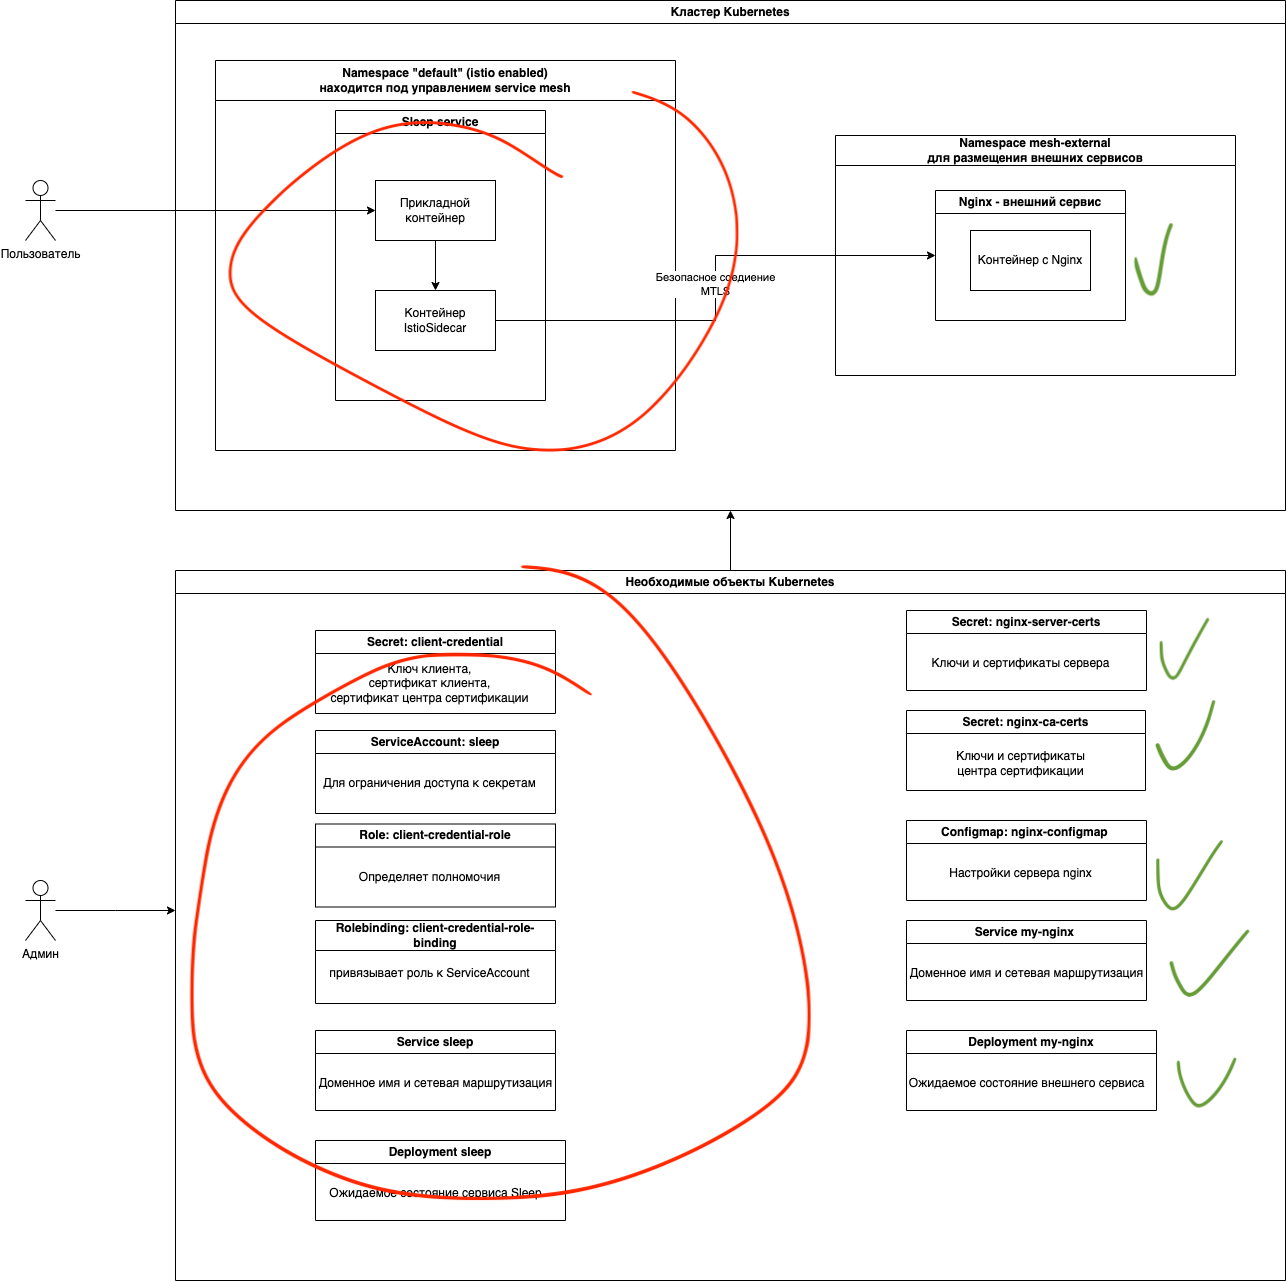 Кластер Kubernetes
Namespace "default" (istio enabled)
находится под управлением service mesh
Sleep service
Прикладной
контейнер
Контейнер
IstioSidecar
Пользователь
Безопасное соедиение
MTLS
Namespace mesh-external
для размещения внешних сервисов
Nginx - внешний сервис
Контейнер с Nginx
Необходимые объекты Kubernetes
Админ
Secret: client-credential
Ключ клиента,
сертификат клиента,
сертификат центра сертификации
ServiceAccount: sleep
Для ограничения доступа к секретам
Role: client-credential-role
Определяет полномочия
Rolebinding: client-credential-role-
binding
привязывает роль к ServiceAccount
Service sleep
Доменное имя и сетевая маршрутизация
Deployment sleep
Ожидаемое состояние сервиса Sleep
Secret: nginx-server-certs
Ключи и сертификаты сервера
Secret: nginx-ca-certs
Ключи и сертификаты
центра сертификации
Configmap: nginx-configmap
Настройки сервера nginx
Service my-nginx
Доменное имя и сетевая маршрутизация
Deployment my-nginx
Ожидаемое состояние внешнего сервиса